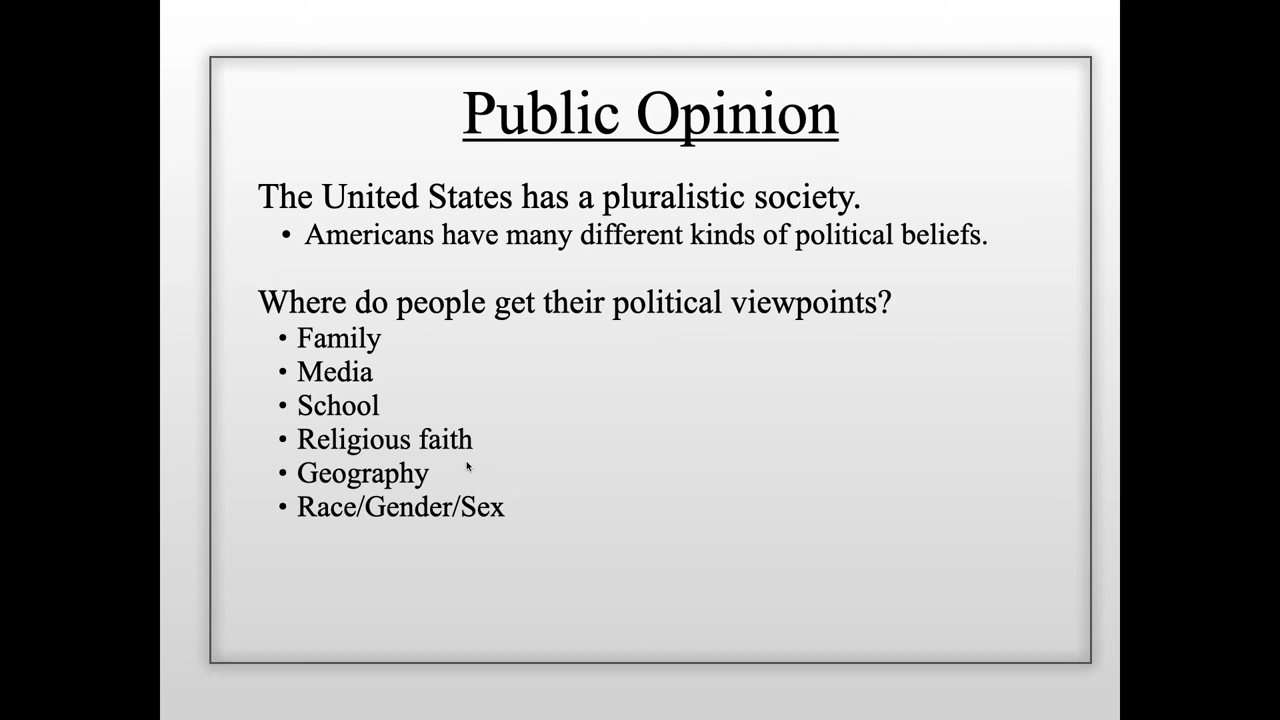 Public Opinion
The United States has a pluralistic society.
• Americans have many different kinds of political beliefs.
Where do people get their political viewpoints?
• Family
• Media
• School
• Religious faith
• Geography
• Race/Gender/Sex